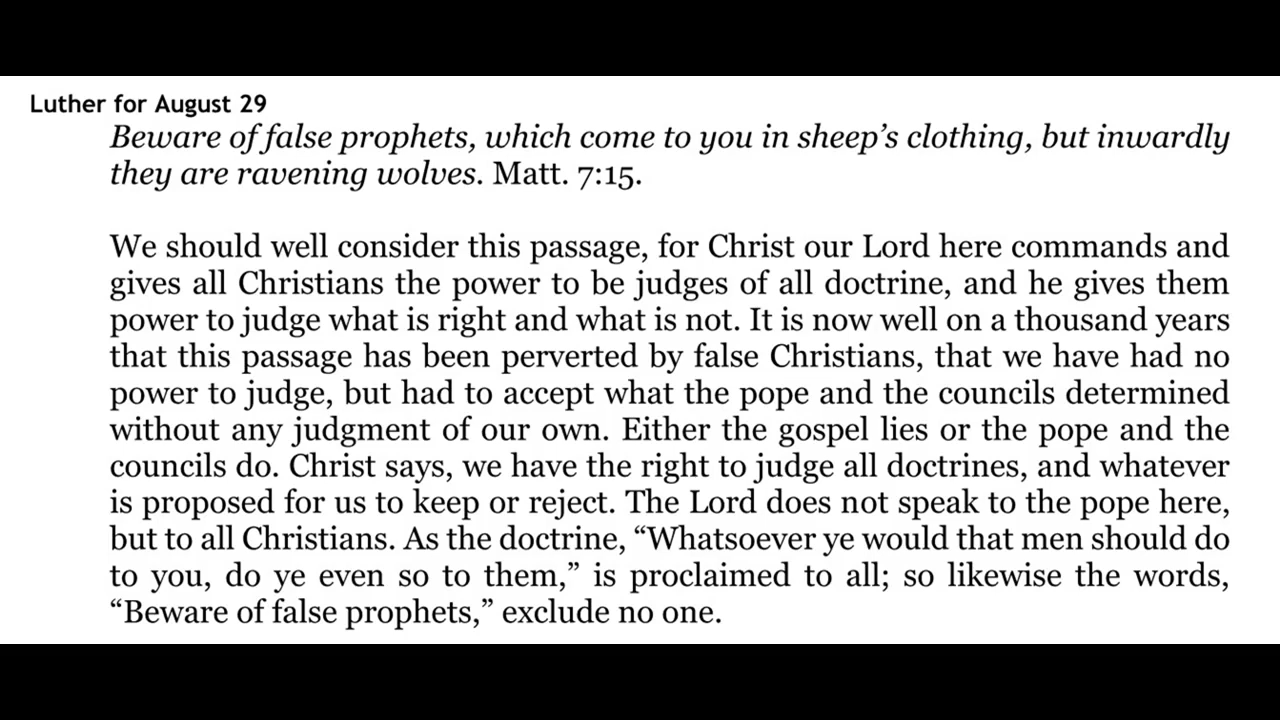 Luther for August 29
Beware of false prophets, which come to you in sheep’s clothing, but inwardly
they are ravening wolves. Matt. 7:15.
We should well consider this passage, for Christ our Lord here commands and
gives all Christians the power to be judges of all doctrine, and he gives them
power to judge what is right and what is not. It is now well on a thousand years
that this passage has been perverted by false Christians, that we have had no
power to judge, but had to accept what the pope and the councils determined
without any judgment of our own. Either the gospel lies or the pope and the
councils do. Christ says, we have the right to judge all doctrines, and whatever
is proposed for us to keep or reject. The Lord does not speak to the pope here,
but to all Christians. As the doctrine, “Whatsoever ye would that men should do
to you, do ye even so to them,” is proclaimed to all; so likewise the words,
“Beware of false prophets,” exclude no one.